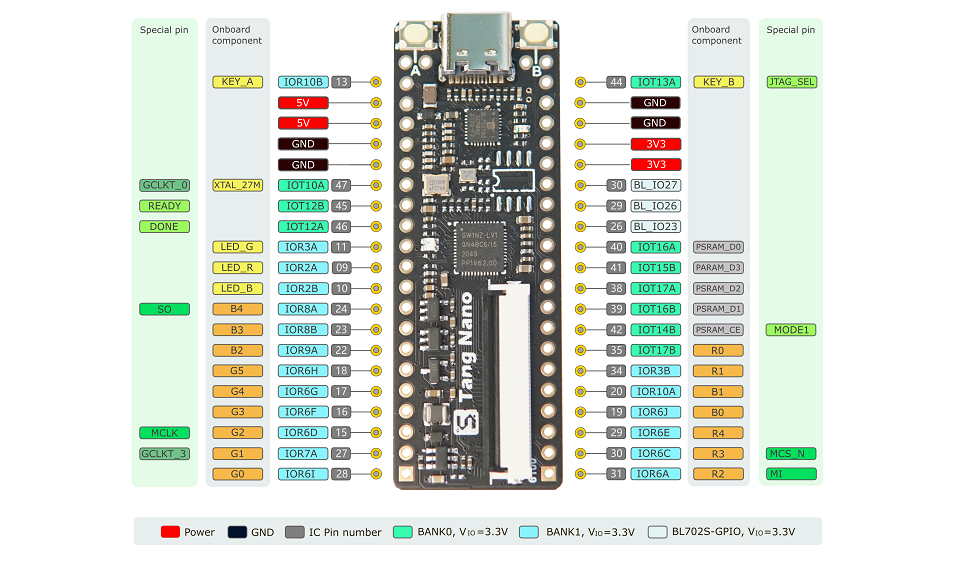 Special pin Onboard component Onboard component Special pin
A B
KEY_A IOR10B 13 44 IOT13A KEY_B JTAG_SEL
5V GND
5V GND
GND 3V3
GND 3V3
GCLKT_0 XTAL_27M IOT10A 47 30 BL_IO27
READY IOT12B 45 29 BL_IO26
DONE IOT12A 46 26 BL_IO23
LED_G IOR3A 11 40 IOT16A PSRAM_D0
LED_R IOR2A 09 41 IOT15B PARAM_D3
LED_B IOR2B 10 38 IOT17A PSRAM_D2
SO B4 IOR8A 24 39 IOT16B PSRAM_D1
B3 IOR8B 23 42 IOT14B PSRAM_CE MODE1
B2 IOR9A 22 35 IOT17B R0
G5 IOR6H 18 34 IOR3B R1
G4 IOR6G 17 20 IOR10A B1
G3 IOR6F 16 19 IOR6J B0
MCLK G2 IOR6D 15 29 IOR6E R4
GCLKT_3 G1 IOR7A 27 30 IOR6C R3 MCS_N
G0 IOR6I 28 31 IOR6A R2 MI
GW1NZ-LV1
QN48C6/I5
2049
PP1V62.00
Tang Nano
Power GND IC Pin number BANK0, VIO=3.3V BANK1, VIO=3.3V BL702S-GPIO, VIO=3.3V